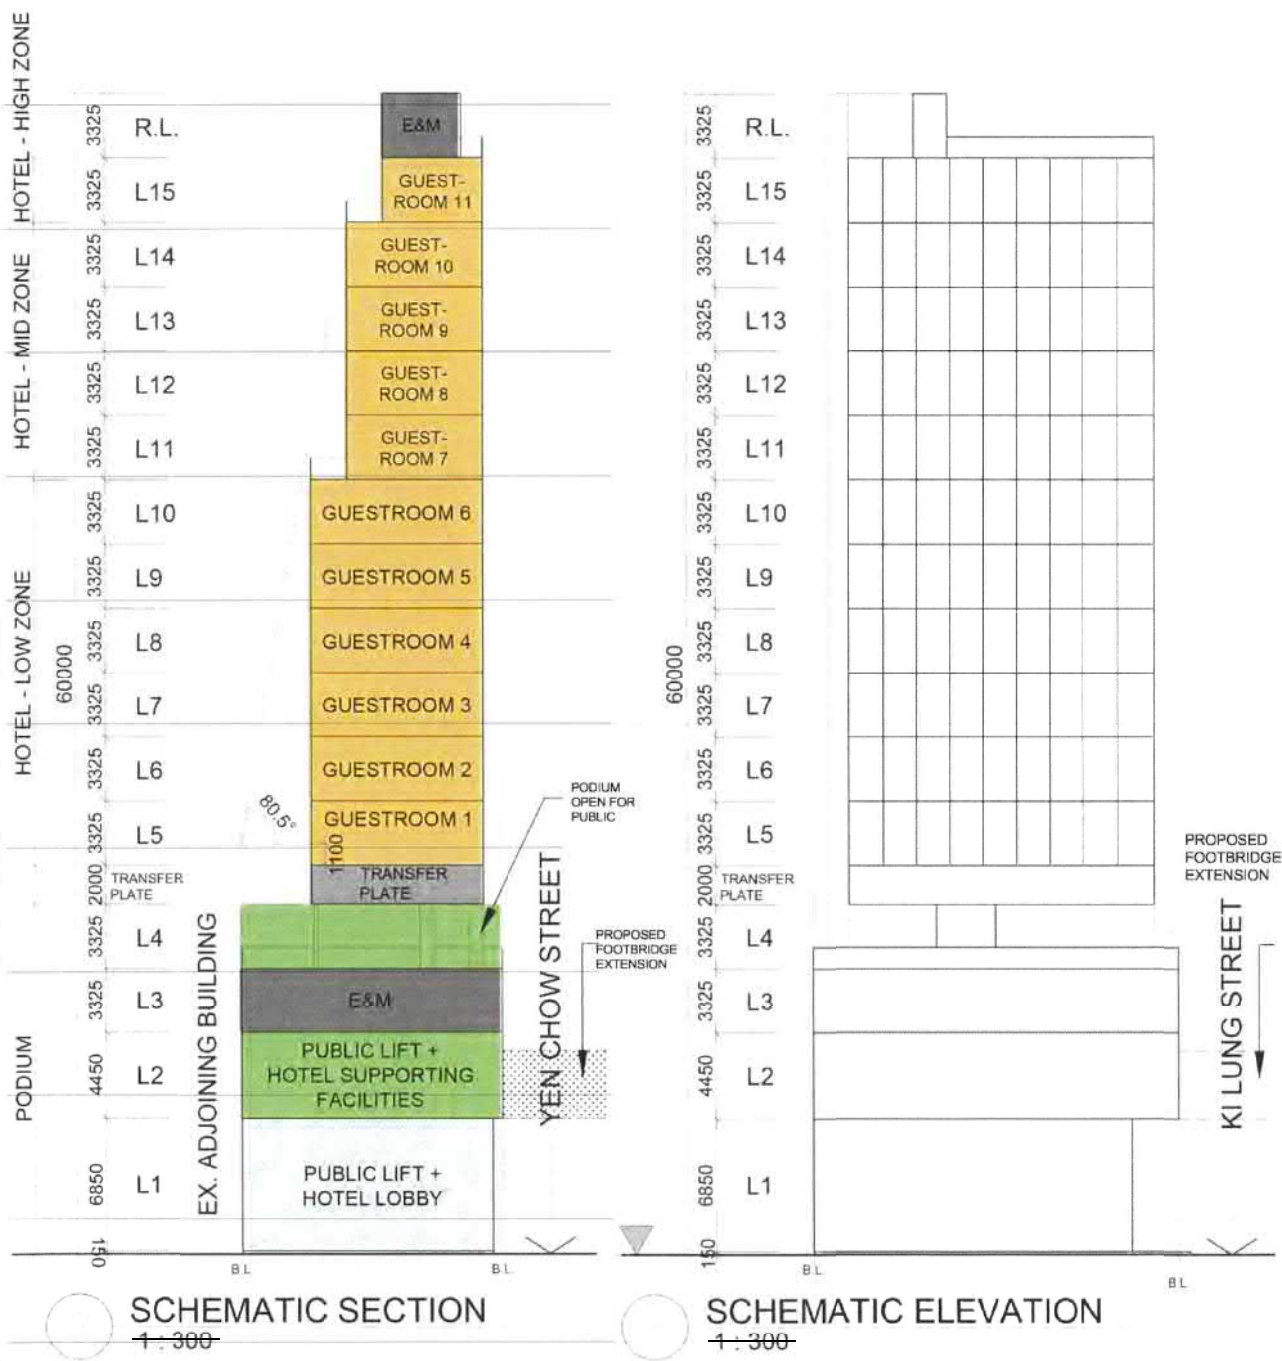 HOTEL - HIGH ZONE
HOTEL - MID ZONE
HOTEL - LOW ZONE
PODIUM
60000
3325
R.L.
E&M
3325
L15
GUEST-
ROOM 11
3325
L14
GUEST-
ROOM 10
3325
L13
GUEST-
ROOM 9
3325
L12
GUEST-
ROOM 8
3325
L11
GUEST-
ROOM 7
3325
L10
GUESTROOM 6
3325
L9
GUESTROOM 5
3325
L8
GUESTROOM 4
3325
L7
GUESTROOM 3
3325
L6
GUESTROOM 2
80.5°
3325
L5
GUESTROOM 1
1100
2000
TRANSFER
PLATE
TRANSFER
PLATE
PODIUM
OPEN FOR
PUBLIC
3325
L4
3325
L3
E&M
4450
L2
PUBLIC LIFT +
HOTEL SUPPORTING
FACILITIES
6850
L1
PUBLIC LIFT +
HOTEL LOBBY
150
EX. ADJOINING BUILDING
YEN CHOW STREET
PROPOSED
FOOTBRIDGE
EXTENSION
B.L.
B.L.
SCHEMATIC SECTION
1 : 300
60000
3325
R.L.
3325
L15
3325
L14
3325
L13
3325
L12
3325
L11
3325
L10
3325
L9
3325
L8
3325
L7
3325
L6
3325
L5
2000
TRANSFER
PLATE
3325
L4
3325
L3
4450
L2
6850
L1
150
PROPOSED
FOOTBRIDGE
EXTENSION
KI LUNG STREET
B.L.
B.L.
SCHEMATIC ELEVATION
1 : 300